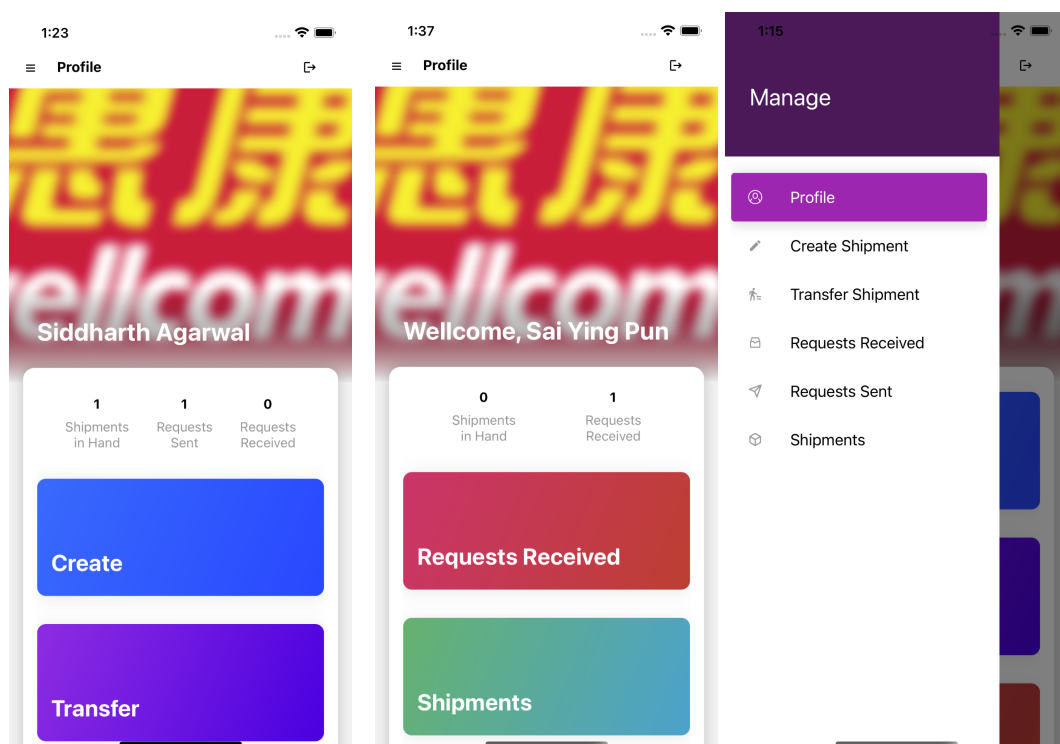 1:23
Profile
惠康
wellcom
Siddharth Agarwal
1
1
0
Shipments
in Hand
Requests
Sent
Requests
Received
Create
Transfer
1:37
Profile
惠康
wellcom
Wellcome, Sai Ying Pun
0
1
Shipments
in Hand
Requests
Received
Requests Received
Shipments
1:15
Manage
Profile
Create Shipment
Transfer Shipment
Requests Received
Requests Sent
Shipments